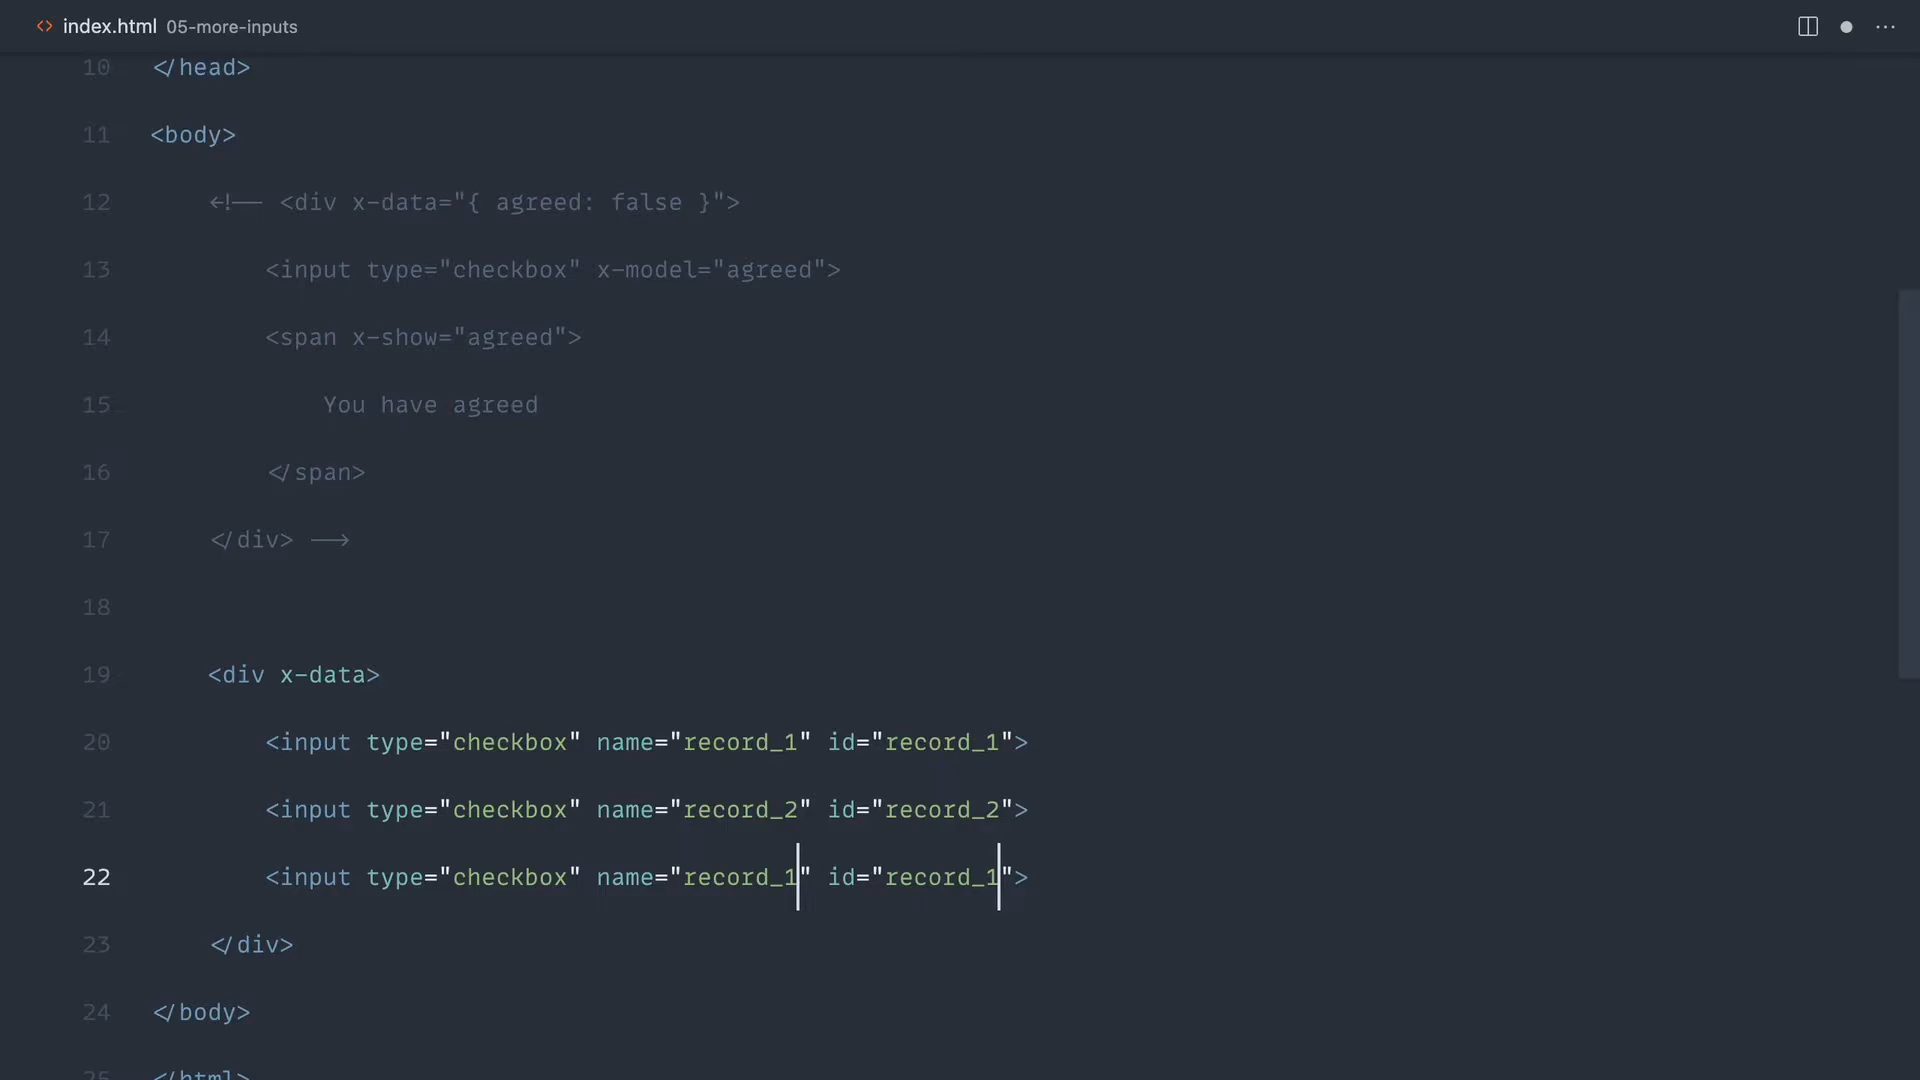 index.html 05-more-inputs
10 </head>
11 <body>
12 <!-- <div x-data="{ agreed: false }">
13 <input type="checkbox" x-model="agreed">
14 <span x-show="agreed">
15 You have agreed
16 </span>
17 </div> -->
18
19 <div x-data>
20 <input type="checkbox" name="record_1" id="record_1">
21 <input type="checkbox" name="record_2" id="record_2">
22 <input type="checkbox" name="record_1" id="record_1">
23 </div>
24 </body>
25 </html>